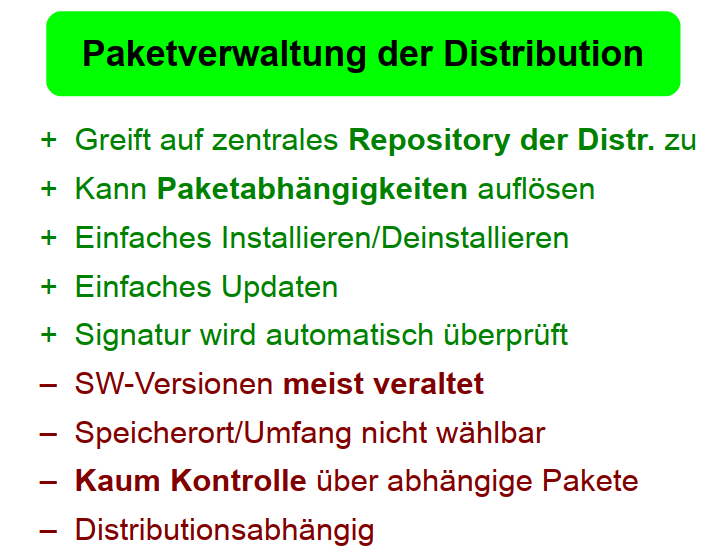 Paketverwaltung der Distribution
+ Greift auf zentrales Repository der Distr. zu
+ Kann Paketabhängigkeiten auflösen
+ Einfaches Installieren/Deinstallieren
+ Einfaches Updaten
+ Signatur wird automatisch überprüft
– SW-Versionen meist veraltet
– Speicherort/Umfang nicht wählbar
– Kaum Kontrolle über abhängige Pakete
– Distributionsabhängig